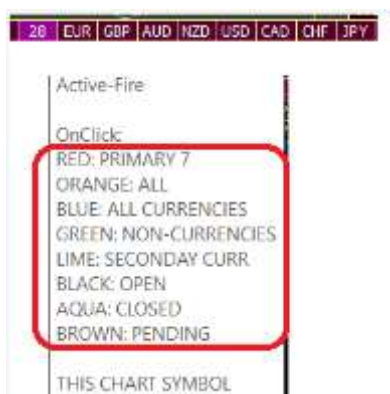 28 EUR GBP AUD NZD USD CAD CHF JPY
Active-Fire
OnClick:
RED: PRIMARY 7
ORANGE: ALL
BLUE: ALL CURRENCIES
GREEN: NON-CURRENCIES
LIME: SECONDAY CURR
BLACK: OPEN
AQUA: CLOSED
BROWN: PENDING
THIS CHART SYMBOL